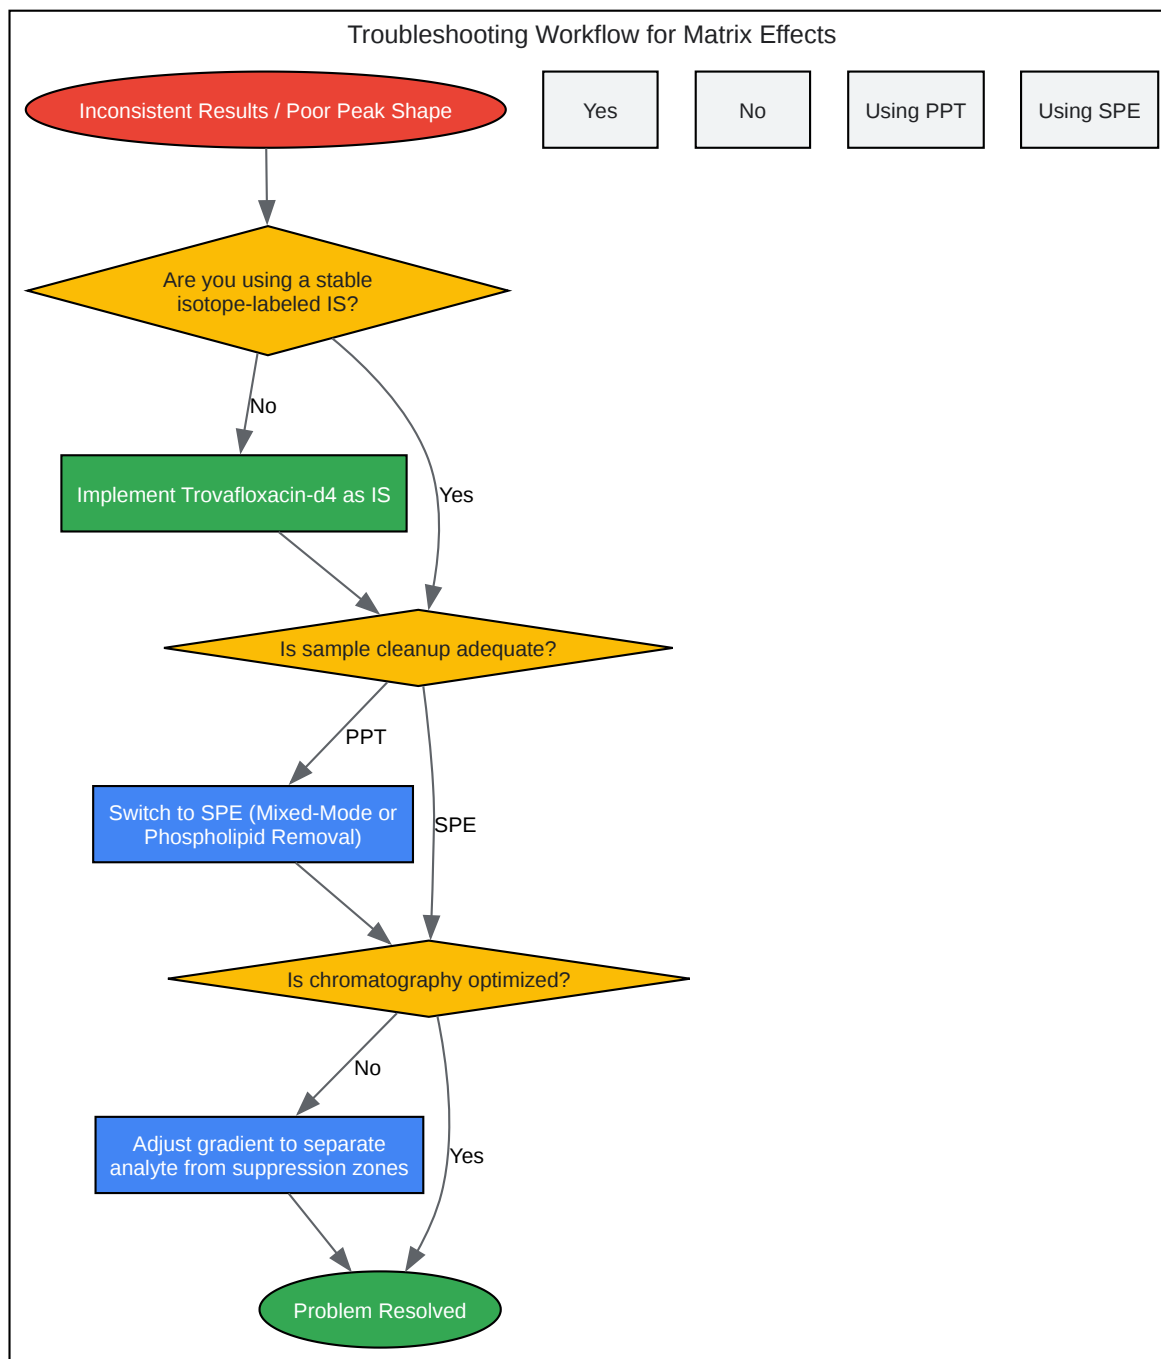 Troubleshooting Workflow for Matrix Effects
Inconsistent Results / Poor Peak Shape
Yes
No
Using PPT
Using SPE
Are you using a stable
isotope-labeled IS?
No
Implement Trovafloxacin-d4 as IS
Yes
Is sample cleanup adequate?
PPT
Switch to SPE (Mixed-Mode or
Phospholipid Removal)
SPE
Is chromatography optimized?
No
Adjust gradient to separate
analyte from suppression zones
Yes
Problem Resolved